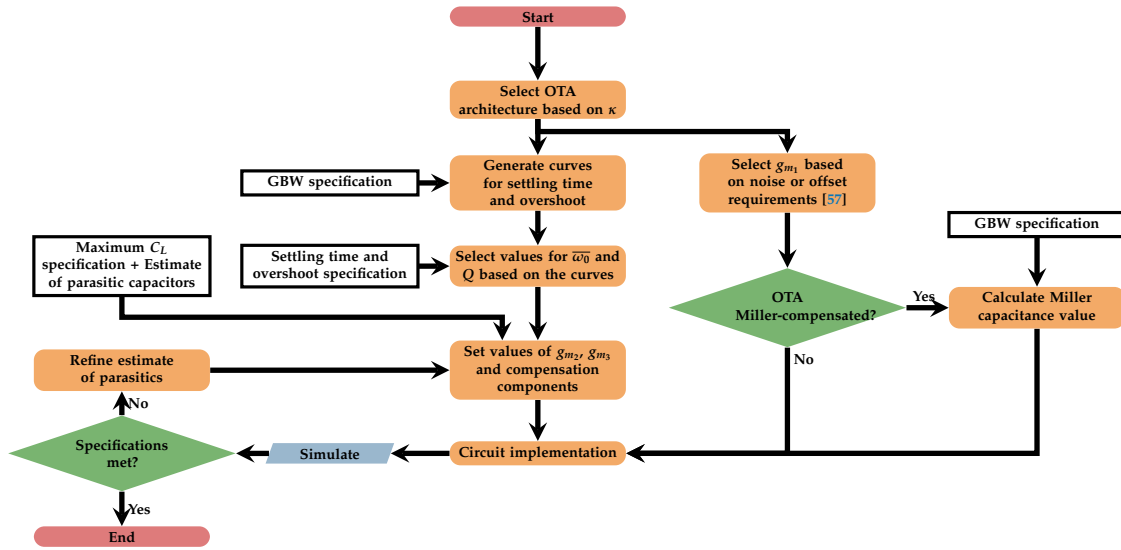 Start
Select OTA
architecture based on κ
Generate curves
for settling time
and overshoot
GBW specification
Select g_{m_1} based
on noise or offset
requirements [57]
GBW specification
Maximum C_L
specification + Estimate
of parasitic capacitors
Settling time and
overshoot specification
Select values for \overline{ω_0} and
Q based on the curves
OTA
Miller-compensated?
Yes
Calculate Miller
capacitance value
No
Refine estimate
of parasitics
Set values of g_{m_2}, g_{m_3}
and compensation
components
No
Specifications
met?
Simulate
Circuit implementation
Yes
End